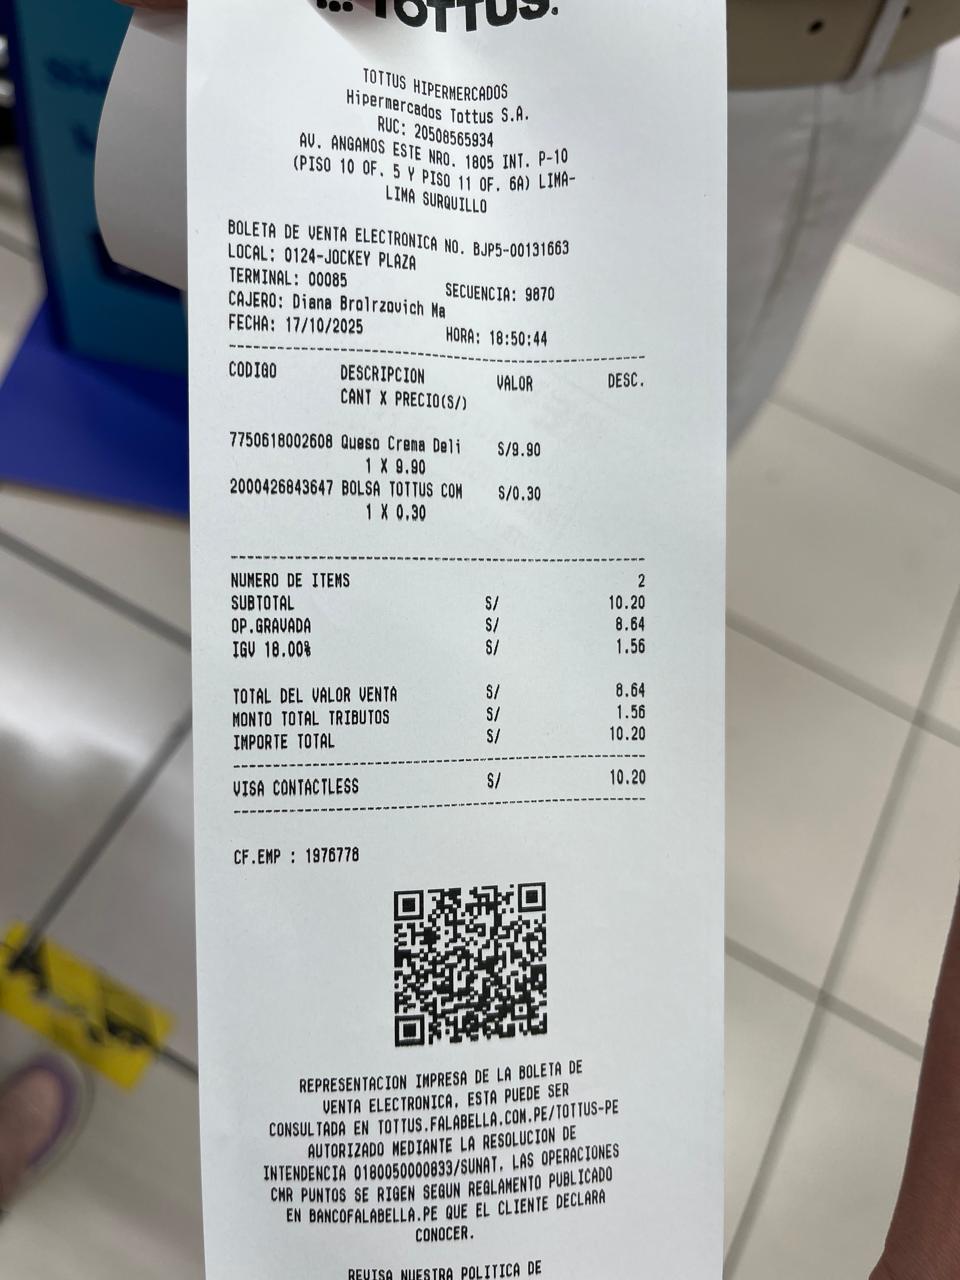 TOTTUS.
TOTTUS HIPERMERCADOS
Hipermercados Tottus S.A.
RUC: 20508565934
AV. ANGAMOS ESTE NRO. 1805 INT. P-10
(PISO 10 OF. 5 Y PISO 11 OF. 6A) LIMA-
LIMA SURQUILLO
BOLETA DE VENTA ELECTRONICA NO. BJP5-00131663
LOCAL: 0124-JOCKEY PLAZA
TERMINAL: 00085 SECUENCIA: 9870
CAJERO: Diana Brolrzovich Ma
FECHA: 17/10/2025 HORA: 18:50:44
CODIGO DESCRIPCION VALOR DESC.
CANT X PRECIO(S/)
7750618002608 Queso Crema Deli S/9.90
1 X 9.90
2000426843647 BOLSA TOTTUS COM S/0.30
1 X 0.30
NUMERO DE ITEMS 2
SUBTOTAL S/ 10.20
OP.GRAVADA S/ 8.64
IGV 18.00% S/ 1.56
TOTAL DEL VALOR VENTA S/ 8.64
MONTO TOTAL TRIBUTOS S/ 1.56
IMPORTE TOTAL S/ 10.20
VISA CONTACTLESS S/ 10.20
CF.EMP : 1976778
REPRESENTACION IMPRESA DE LA BOLETA DE
VENTA ELECTRONICA, ESTA PUEDE SER
CONSULTADA EN TOTTUS.FALABELLA.COM.PE/TOTTUS-PE
AUTORIZADO MEDIANTE LA RESOLUCION DE
INTENDENCIA 0180050000833/SUNAT. LAS OPERACIONES
CMR PUNTOS SE RIGEN SEGUN REGLAMENTO PUBLICADO
EN BANCOFALABELLA.PE QUE EL CLIENTE DECLARA
CONOCER.
REVISA NUESTRA POLITICA DE